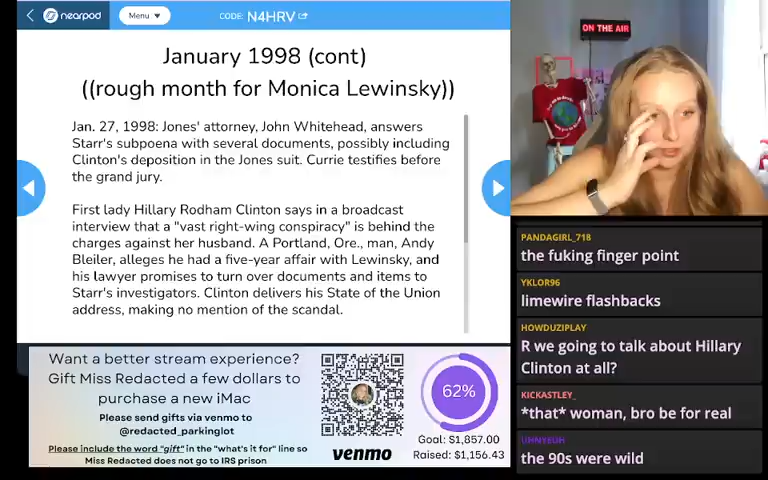 nearpod
Menu
CODE: N4HRV
January 1998 (cont)
((rough month for Monica Lewinsky))
Jan. 27, 1998: Jones' attorney, John Whitehead, answers
Starr's subpoena with several documents, possibly including
Clinton's deposition in the Jones suit. Currie testifies before
the grand jury.
First lady Hillary Rodham Clinton says in a broadcast
interview that a "vast right-wing conspiracy" is behind the
charges against her husband. A Portland, Ore., man, Andy
Bleiler, alleges he had a five-year affair with Lewinsky, and
his lawyer promises to turn over documents and items to
Starr's investigators. Clinton delivers his State of the Union
address, making no mention of the scandal.
Want a better stream experience?
Gift Miss Redacted a few dollars to
purchase a new iMac
Please send gifts via venmo to
@redacted_parkinglot
Please include the word "gift" in the "what's it for" line so
Miss Redacted does not go to IRS prison
venmo
62%
Goal: $1,857.00
Raised: $1,156.43
ON THE AIR
PANDAGIRL_718
the fuking finger point
YKLOR96
limewire flashbacks
HOWDUZIPLAY
R we going to talk about Hillary
Clinton at all?
KICKASTLEY_
*that* woman, bro be for real
UHNYEUH
the 90s were wild